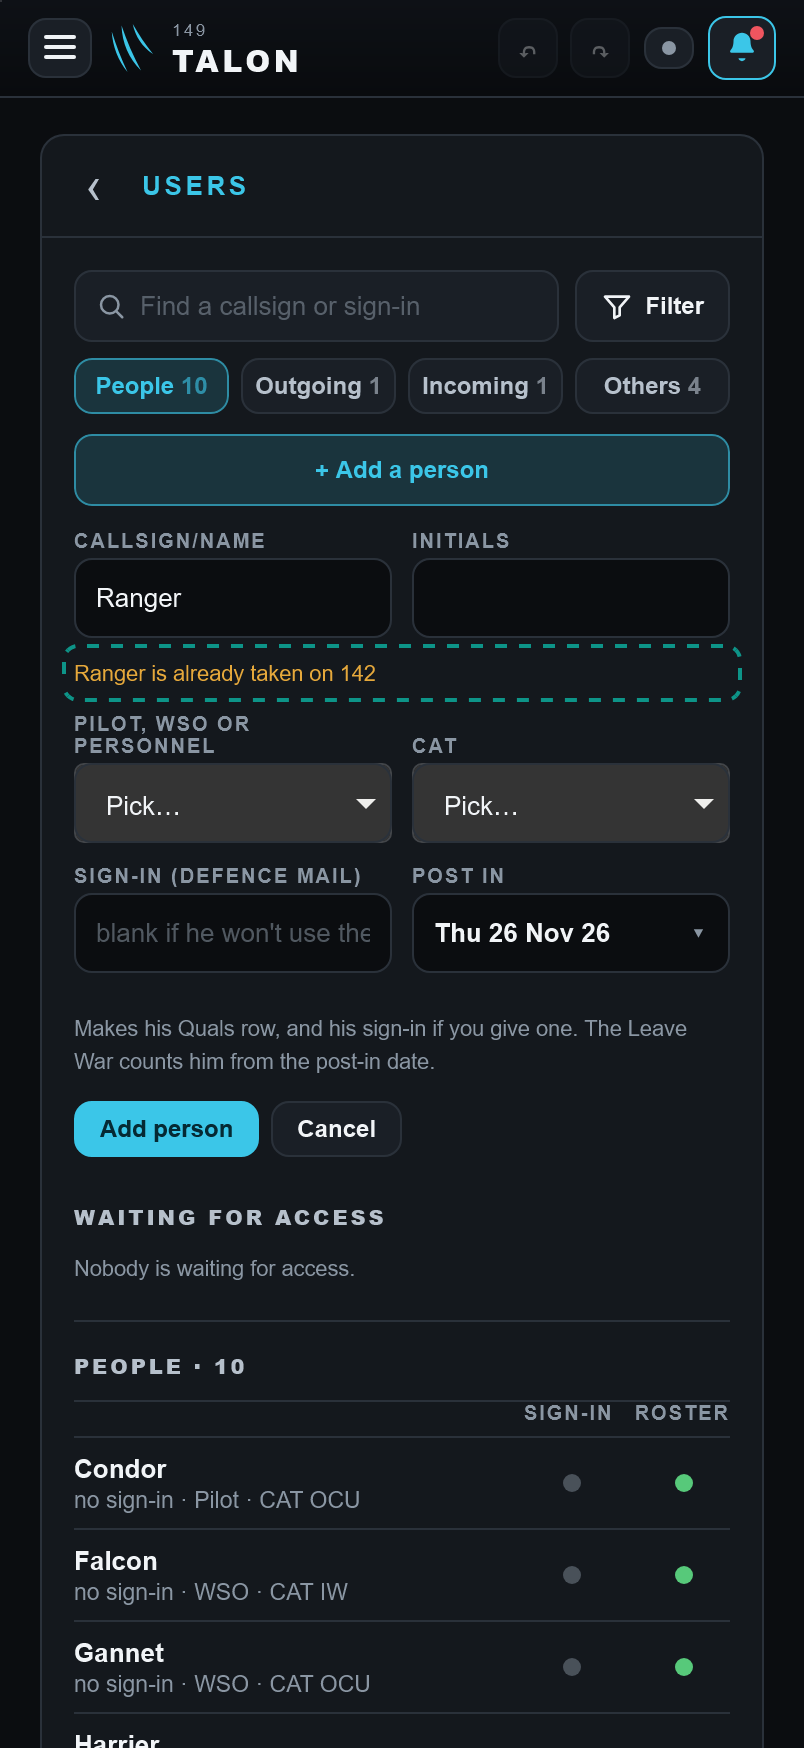 149
TALON
USERS
Find a callsign or sign-in
Filter
People 10
Outgoing 1
Incoming 1
Others 4
+ Add a person
CALLSIGN/NAME
INITIALS
Ranger
Ranger is already taken on 142
PILOT, WSO OR
PERSONNEL
CAT
Pick...
Pick...
SIGN-IN (DEFENCE MAIL)
POST IN
blank if he won't use the
Thu 26 Nov 26
Makes his Quals row, and his sign-in if you give one. The Leave
War counts him from the post-in date.
Add person
Cancel
WAITING FOR ACCESS
Nobody is waiting for access.
PEOPLE · 10
SIGN-IN
ROSTER
Condor
no sign-in · Pilot · CAT OCU
Falcon
no sign-in · WSO · CAT IW
Gannet
no sign-in · WSO · CAT OCU
Harrier